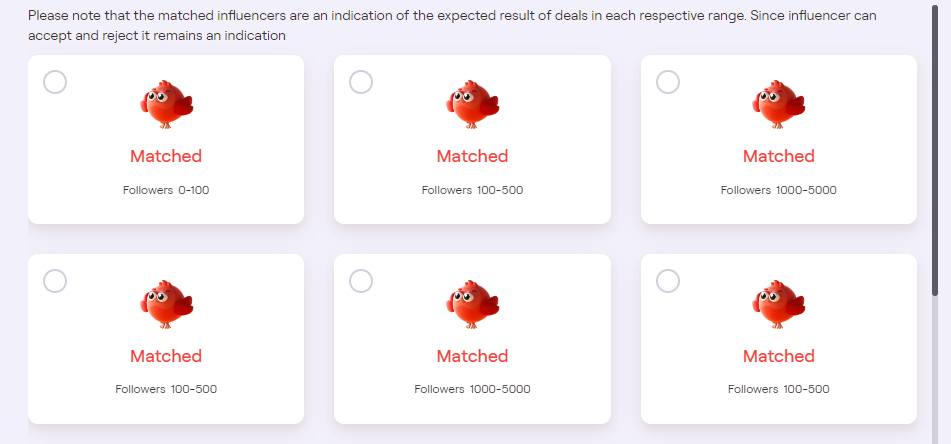 Please note that the matched influencers are an indication of the expected result of deals in each respective range. Since influencer can
accept and reject it remains an indication
Matched
Followers 0-100
Matched
Followers 100-500
Matched
Followers 1000-5000
Matched
Followers 100-500
Matched
Followers 1000-5000
Matched
Followers 100-500